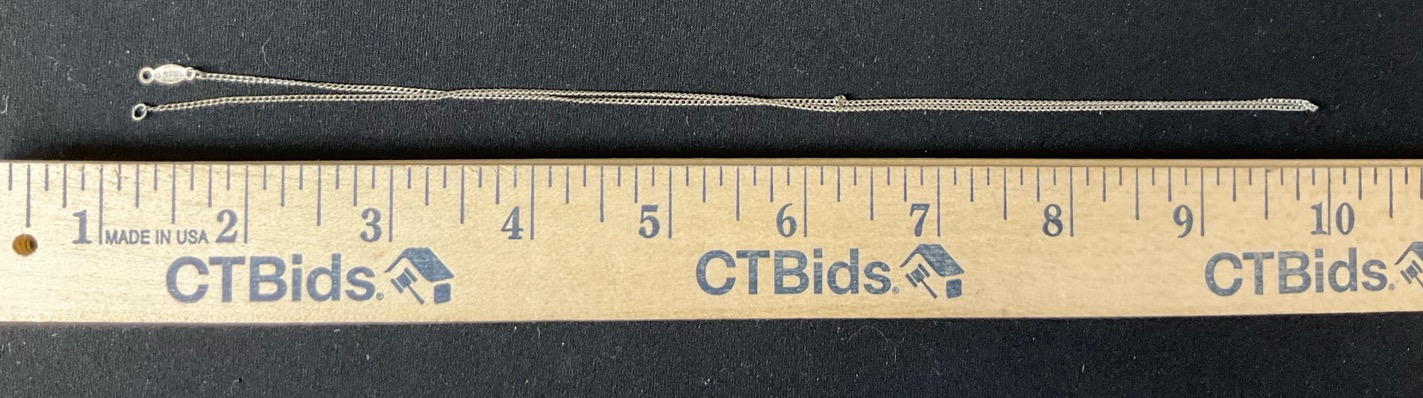 1 MADE IN USA 2 3 4 5 6 7 8 9 10
CTBids.® CTBids.® CTBids.